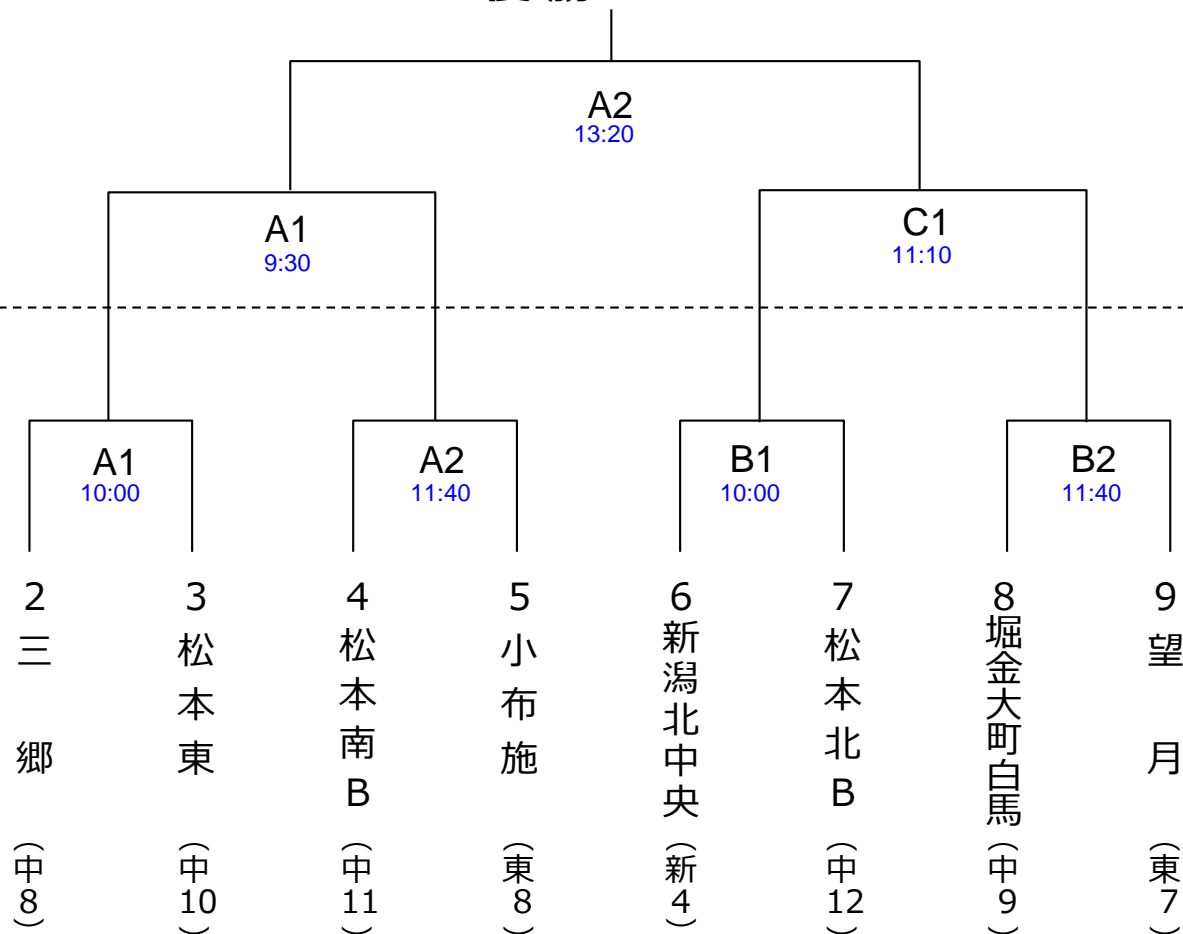 A2
13:20
A1
9:30
C1
11:10
A1
10:00
A2
11:40
B1
10:00
B2
11:40
2
三郷
(中8)
3
松本東
(中10)
4
松本南B
(中11)
5
小布施
(東8)
6
新潟北中央
(新4)
7
松本北B
(中12)
8
堀金大町白馬
(中9)
9
望月
(東7)